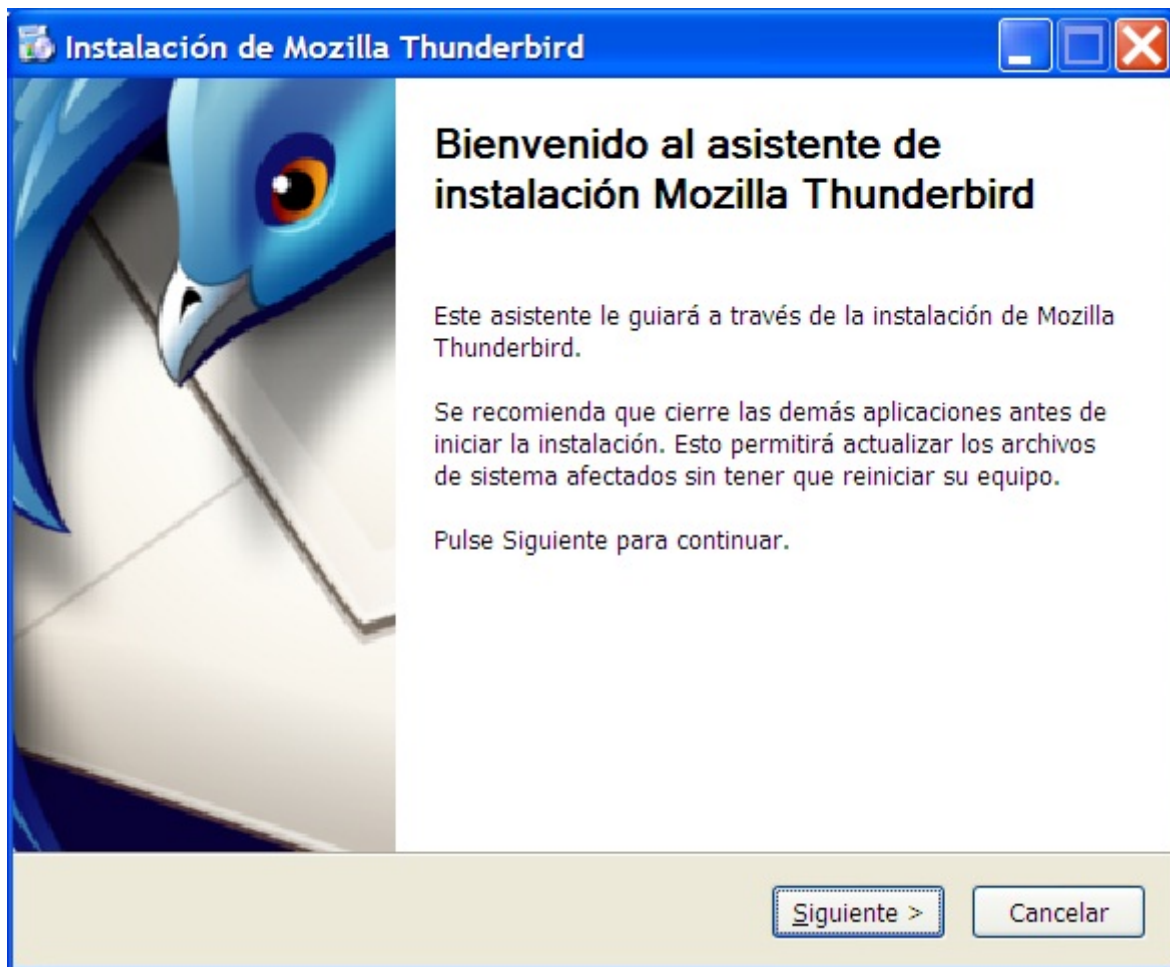 Instalación de Mozilla Thunderbird
Bienvenido al asistente de
instalación Mozilla Thunderbird
Este asistente le guiará a través de la instalación de Mozilla
Thunderbird.
Se recomienda que cierre las demás aplicaciones antes de
iniciar la instalación. Esto permitirá actualizar los archivos
de sistema afectados sin tener que reiniciar su equipo.
Pulse Siguiente para continuar.
Siguiente >
Cancelar